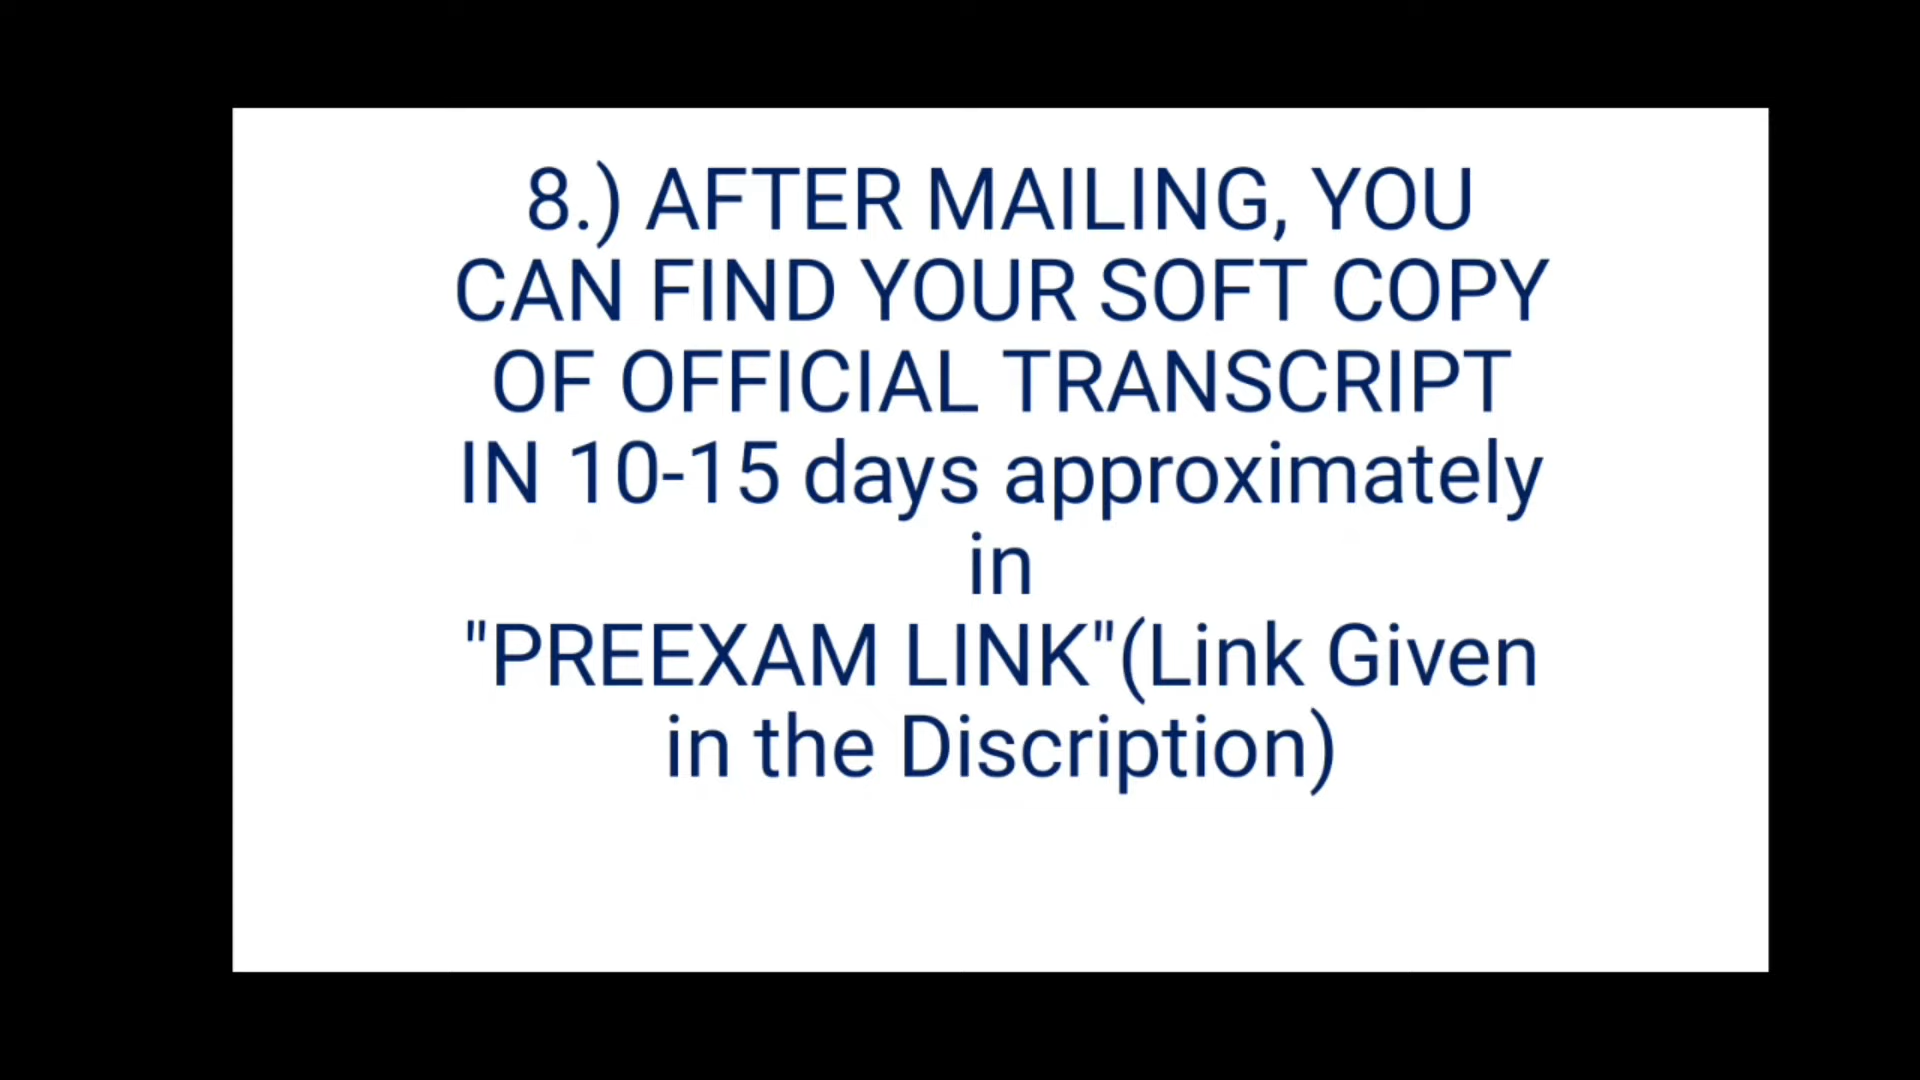 8.) AFTER MAILING, YOU
CAN FIND YOUR SOFT COPY
OF OFFICIAL TRANSCRIPT
IN 10-15 days approximately
in
"PREEXAM LINK"(Link Given
in the Discription)